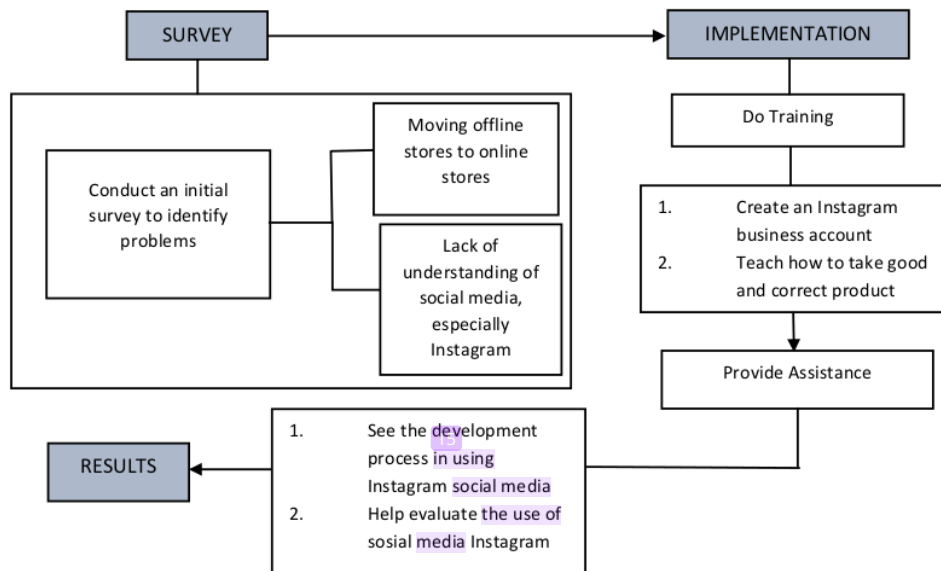 SURVEY
IMPLEMENTATION
Conduct an initial
survey to identify
problems
Moving offline
stores to online
stores
Lack of
understanding of
social media,
especially
Instagram
Do Training
1. Create an Instagram
business account
2. Teach how to take good
and correct product
Provide Assistance
1. See the development
process in using
Instagram social media
2. Help evaluate the use of
sosial media Instagram
15
RESULTS